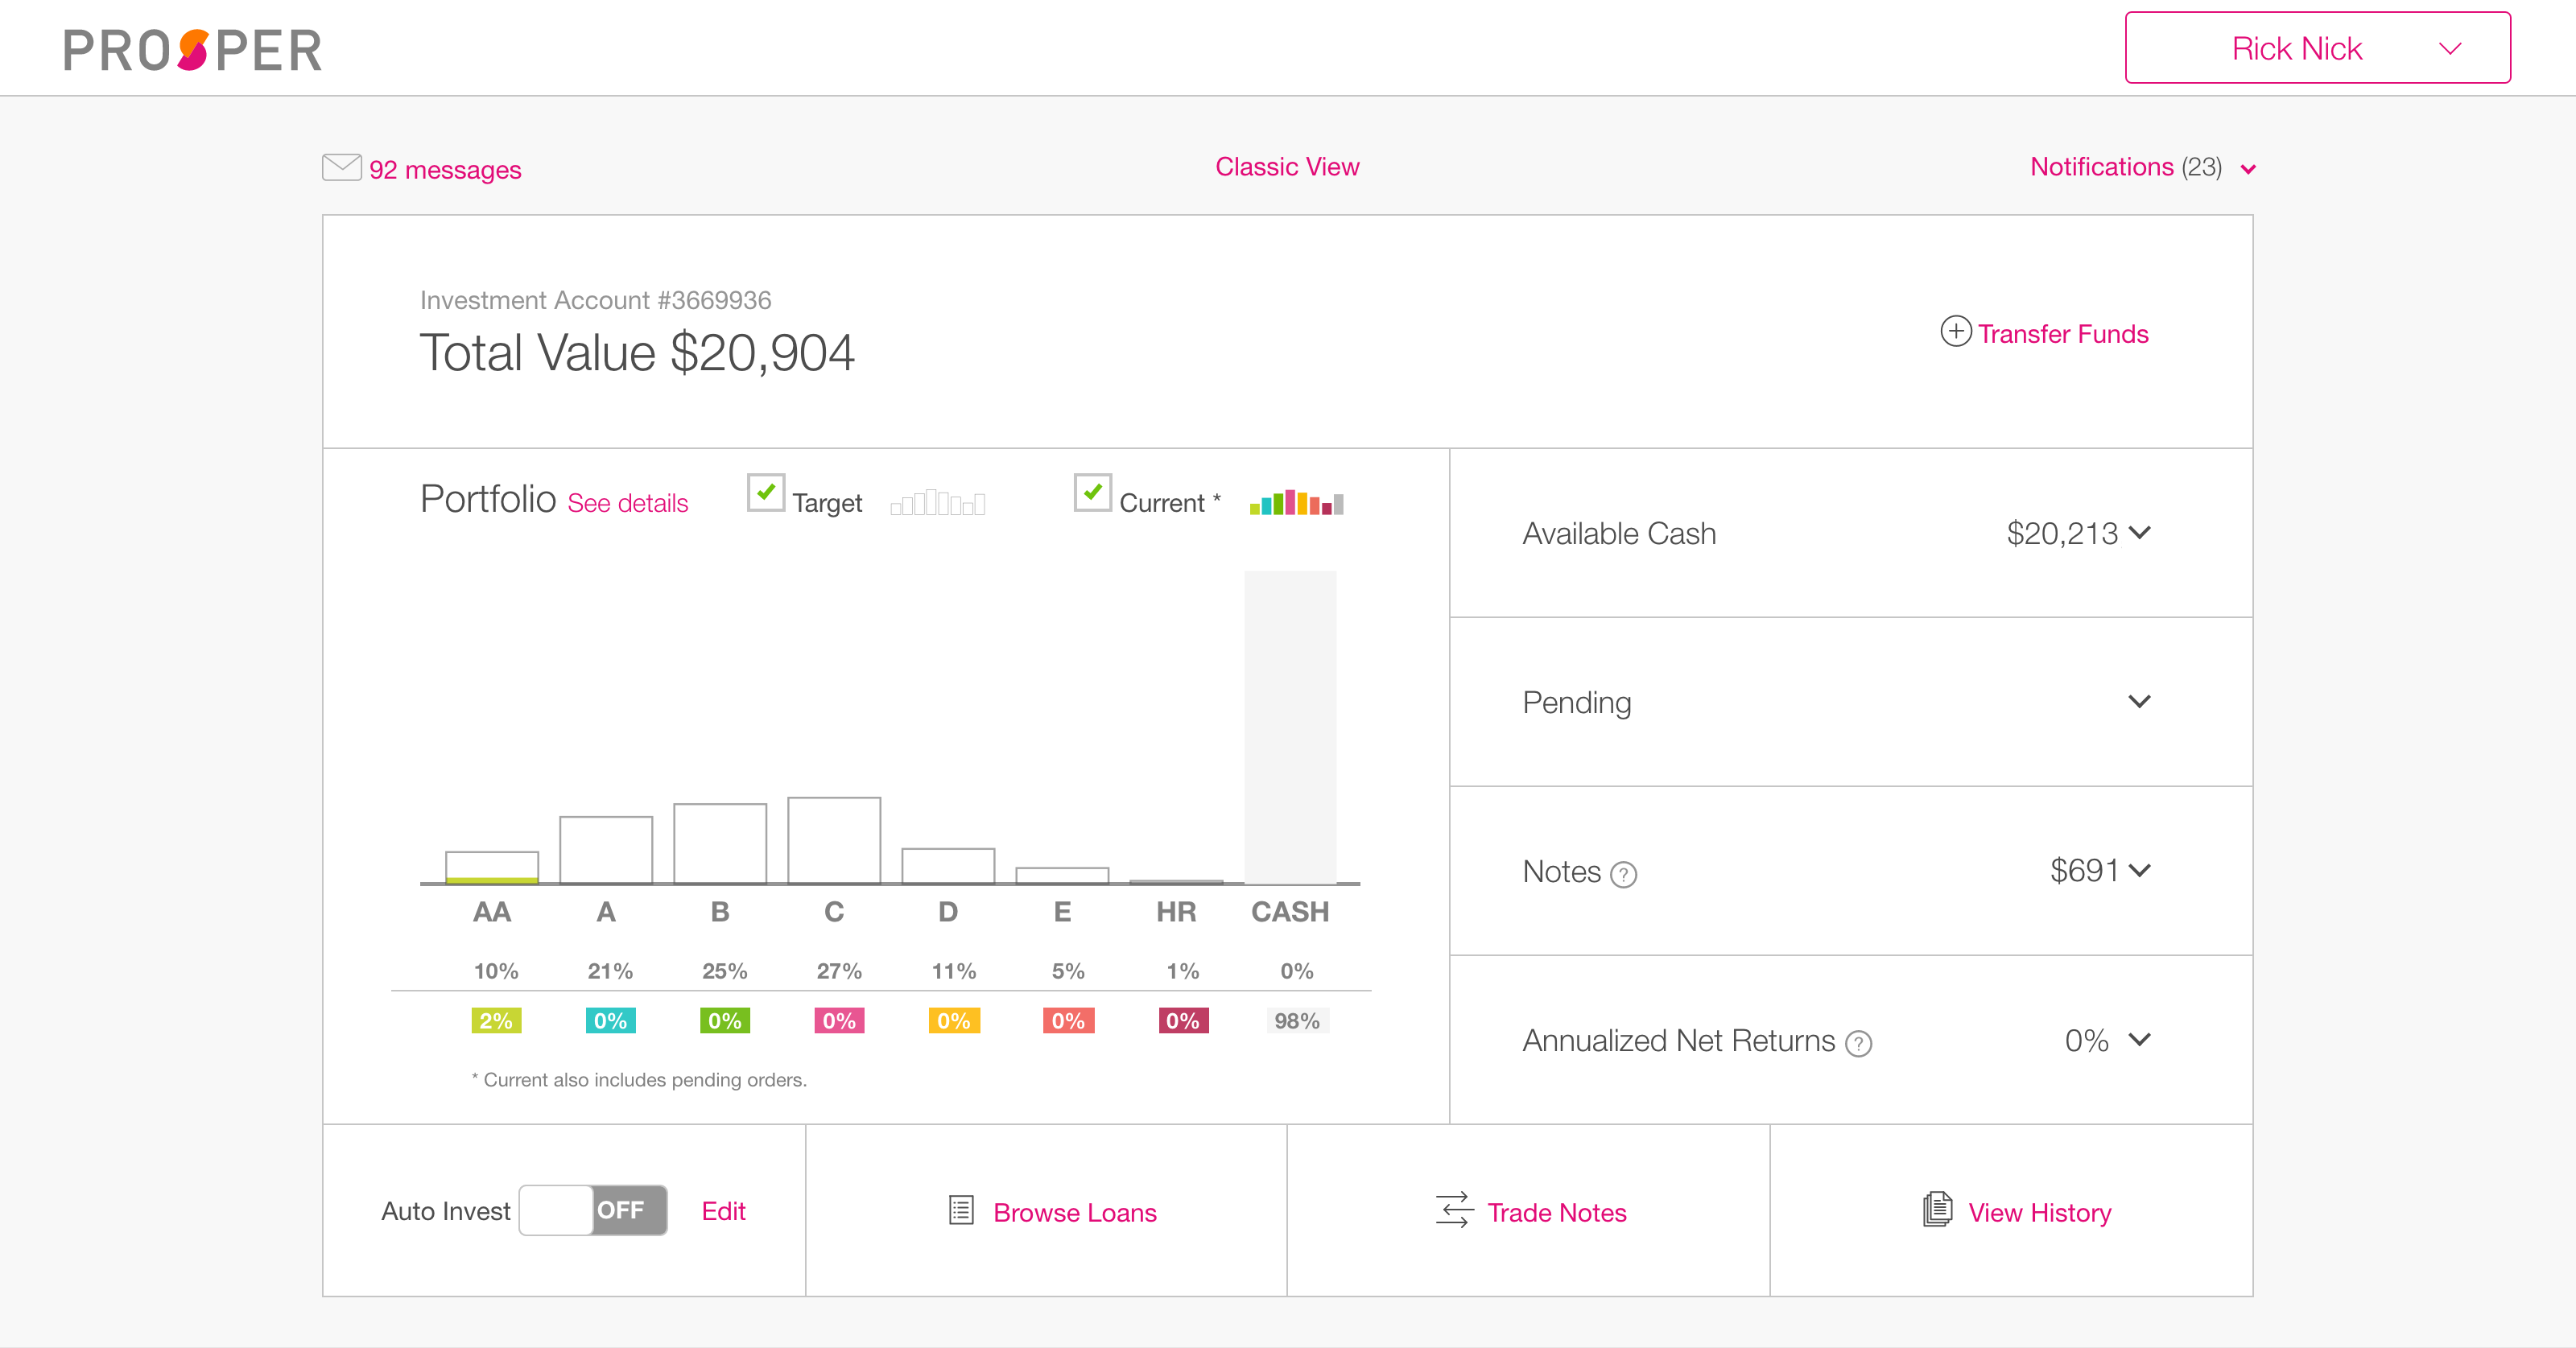 PROSPER
Rick Nick
92 messages
Classic View
Notifications (23)
Investment Account #3669936
Total Value $20,904
Transfer Funds
Portfolio See details
Target
Current *
AA A B C D E HR CASH
10% 21% 25% 27% 11% 5% 1% 0%
2% 0% 0% 0% 0% 0% 0% 98%
* Current also includes pending orders.
Available Cash $20,213
Pending
Notes ? $691
Annualized Net Returns ? 0%
Auto Invest OFF Edit
Browse Loans
Trade Notes
View History